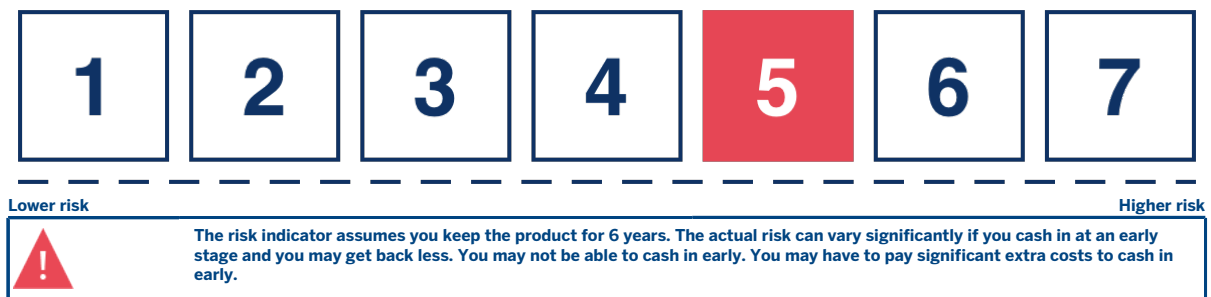 1 2 3 4 5 6 7
Lower risk Higher risk
The risk indicator assumes you keep the product for 6 years. The actual risk can vary significantly if you cash in at an early
stage and you may get back less. You may not be able to cash in early. You may have to pay significant extra costs to cash in
early.
!